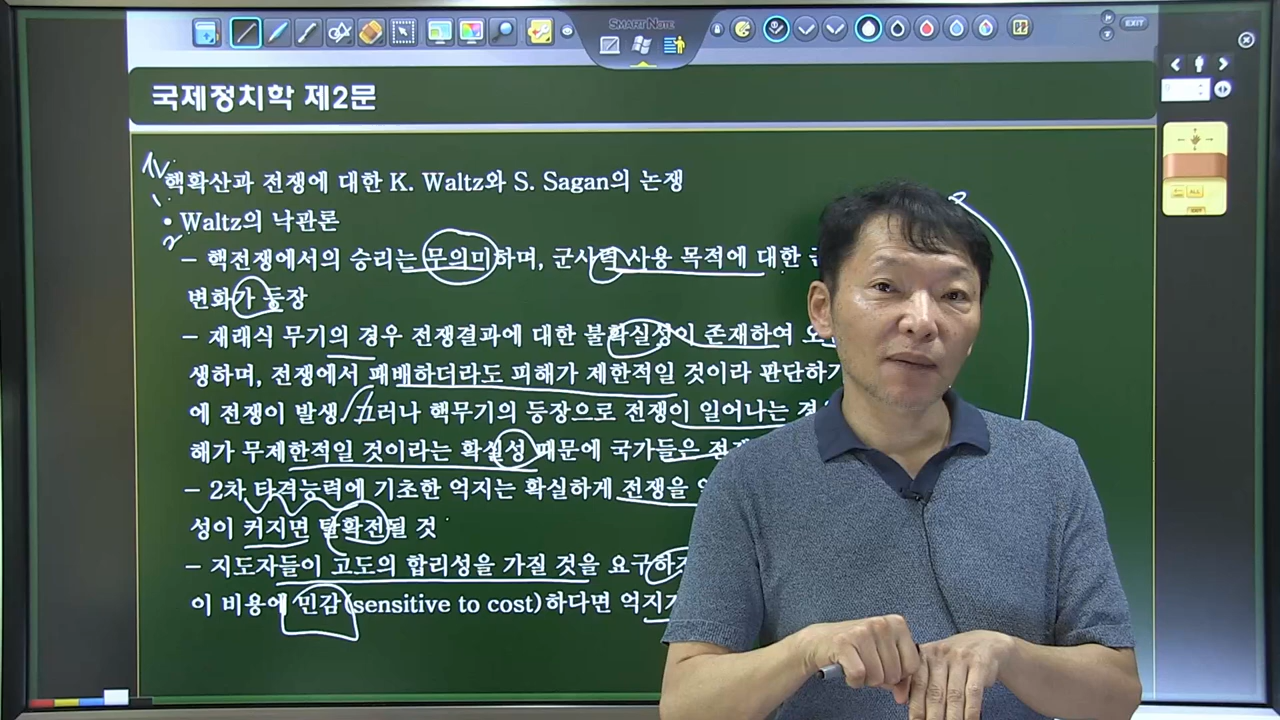 SMART NOTE
EXIT
국제정치학 제2문
IV
핵확산과 전쟁에 대한 K. Waltz와 S. Sagan의 논쟁
1
• Waltz의 낙관론
2
– 핵전쟁에서의 승리는 무의미하며, 군사력 사용 목적에 대한
변화가 등장
– 재래식 무기의 경우 전쟁결과에 대한 불확실성이 존재하여
생하며, 전쟁에서 패배하더라도 피해가 제한적일 것이라 판단하기
에 전쟁이 발생. 그러나 핵무기의 등장으로 전쟁이 일어나는 경우
해가 무제한적일 것이라는 확실성 때문에 국가들은 전
– 2차 타격능력에 기초한 억지는 확실하게 전쟁을
성이 커지면 탈확전될 것
– 지도자들이 고도의 합리성을 가질 것을 요구하
이 비용에 민감(sensitive to cost)하다면 억지가
ALL
EXIT